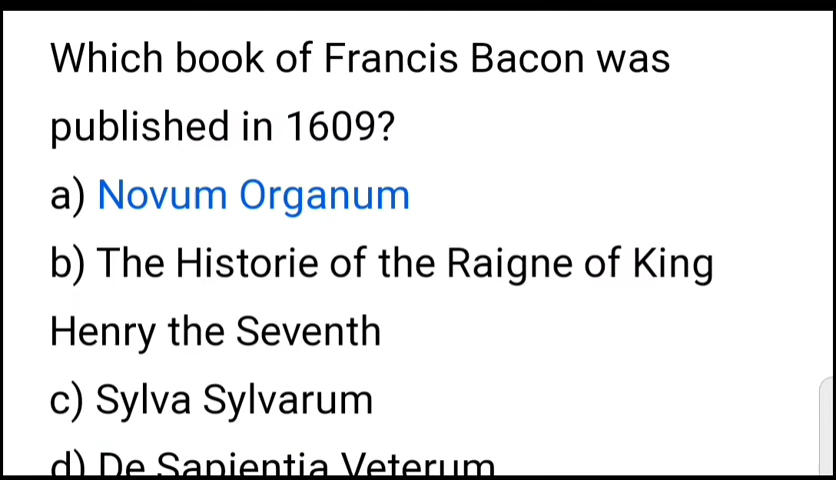 Which book of Francis Bacon was
published in 1609?
a) Novum Organum
b) The Historie of the Raigne of King
Henry the Seventh
c) Sylva Sylvarum
d) De Sapientia Veterum